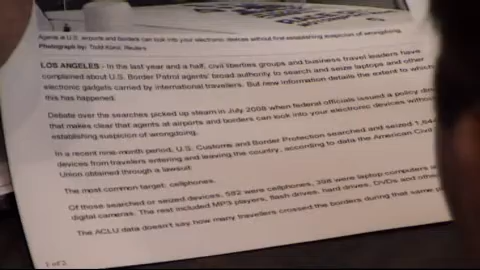 Agents at U.S. airports and borders can look into your electronic devices without first establishing suspicion of wrongdoing.
Photograph by: Todd Korol, Reuters
LOS ANGELES - In the last year and a half, civil liberties groups and business travel leaders have
complained about U.S. Border Patrol agents' broad authority to search and seize laptops and other
electronic gadgets carried by international travellers. But new information details the extent to which
this has happened.
Debate over the searches picked up steam in July 2008 when federal officials issued a policy
that makes clear that agents at airports and borders can look into your electronic devices without
establishing suspicion of wrongdoing.
In a recent nine-month period, U.S. Customs and Border Protection searched and seized
devices from travelers entering and leaving the country, according to data the American Civil
Union obtained through a lawsuit.
The most common target: cellphones.
Of those searched or seized devices, 592 were cellphones, 398 were laptop computers
digital cameras. The rest included MP3 players, flash drives, hard drives, DVDs and other
The ACLU data doesn't say how many travellers crossed the borders during that same
1 of 2